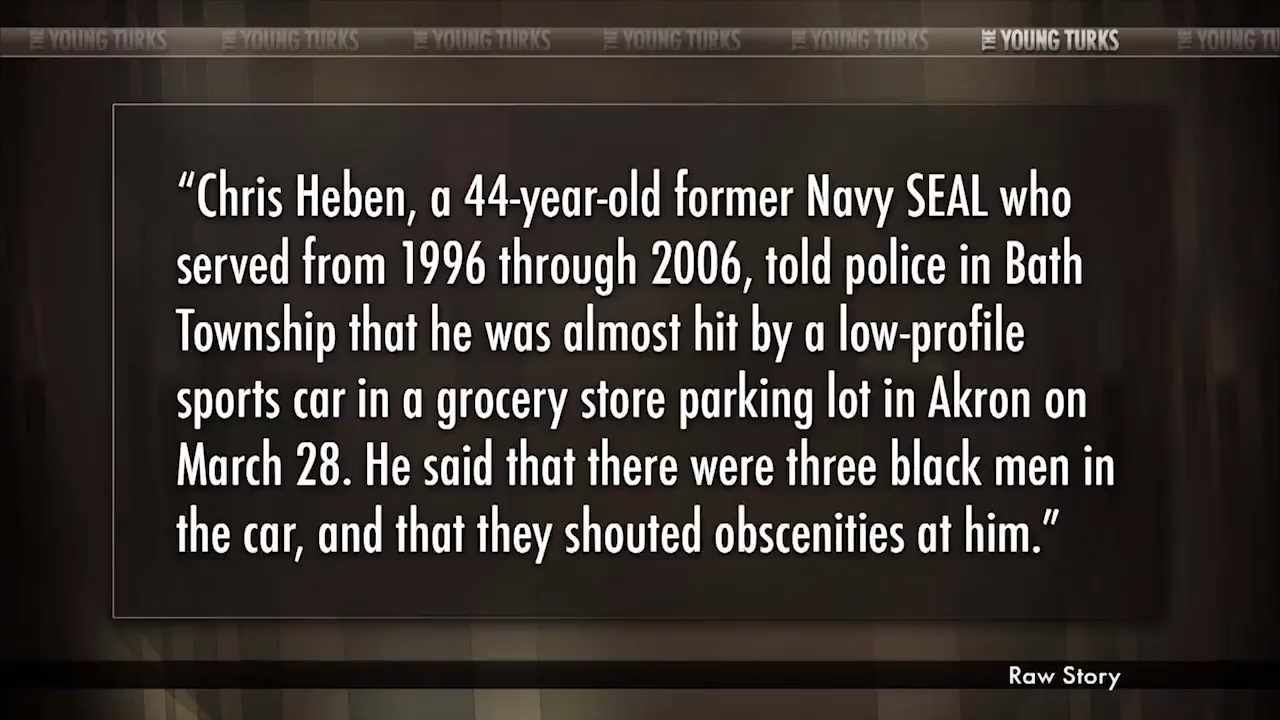 THE YOUNG TURKS THE YOUNG TURKS THE YOUNG TURKS THE YOUNG TURKS THE YOUNG TURKS THE YOUNG TURKS THE YOUNG TU
“Chris Heben, a 44-year-old former Navy SEAL who
served from 1996 through 2006, told police in Bath
Township that he was almost hit by a low-profile
sports car in a grocery store parking lot in Akron on
March 28. He said that there were three black men in
the car, and that they shouted obscenities at him.”
Raw Story